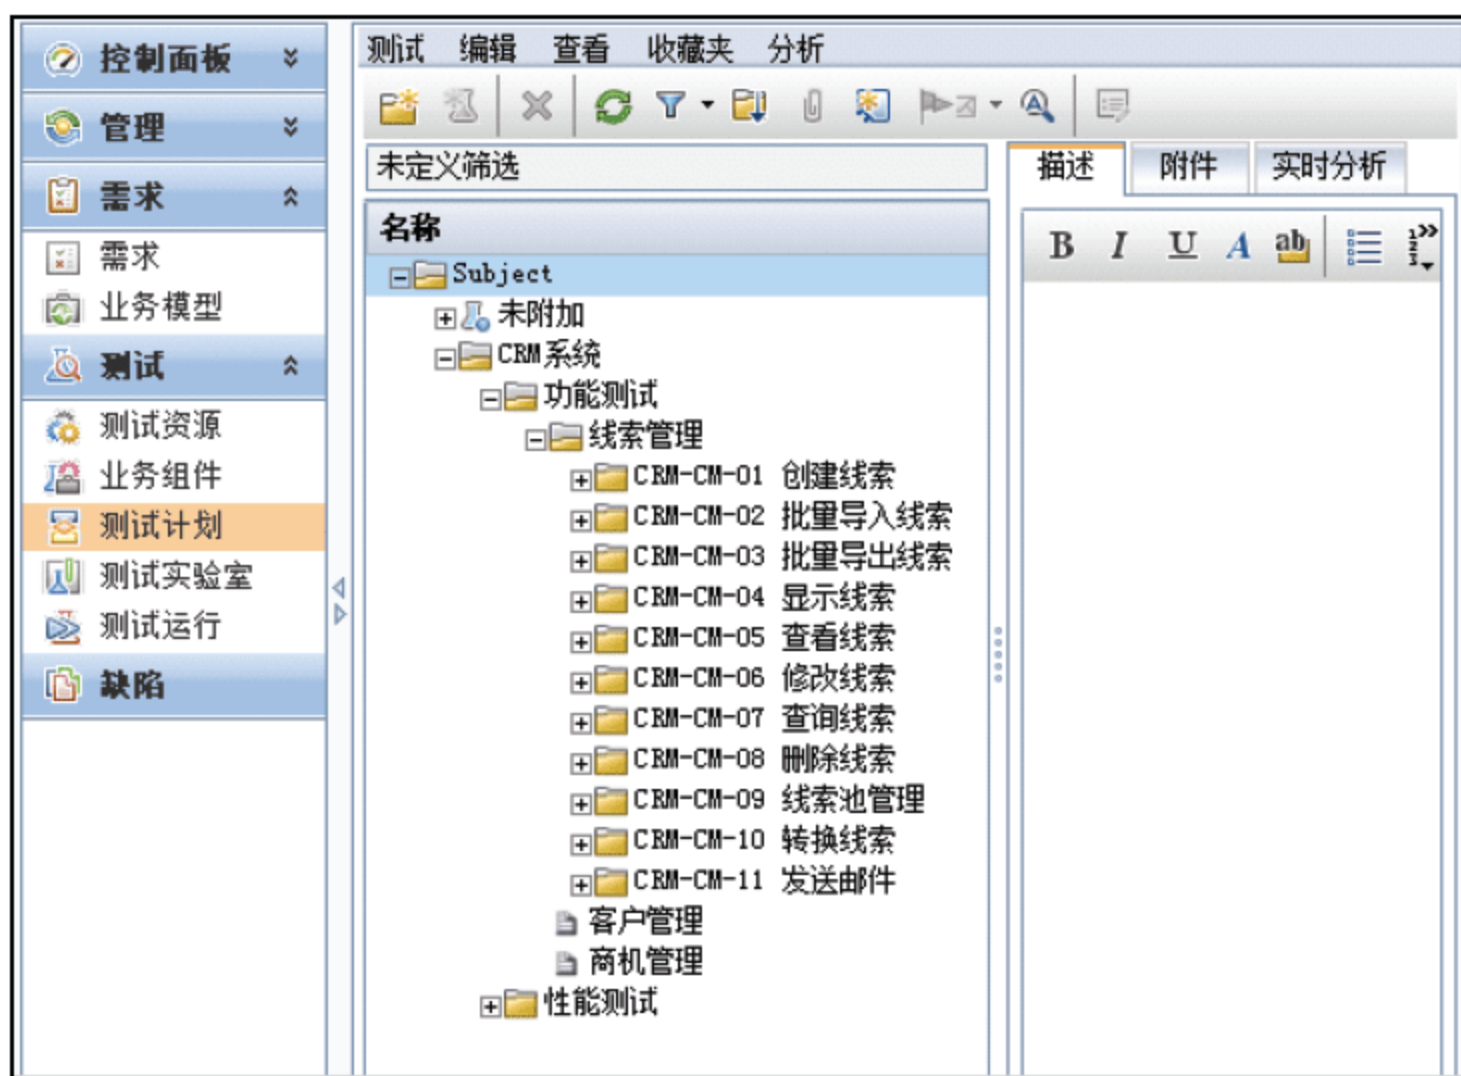 控制面板
管理
需求
需求
业务模型
测试
测试资源
业务组件
测试计划
测试实验室
测试运行
缺陷
测试 编辑 查看 收藏夹 分析
未定义筛选
名称
Subject
未附加
CRM系统
功能测试
线索管理
CRM-CM-01 创建线索
CRM-CM-02 批量导入线索
CRM-CM-03 批量导出线索
CRM-CM-04 显示线索
CRM-CM-05 查看线索
CRM-CM-06 修改线索
CRM-CM-07 查询线索
CRM-CM-08 删除线索
CRM-CM-09 线索池管理
CRM-CM-10 转换线索
CRM-CM-11 发送邮件
客户管理
商机管理
性能测试
描述 附件 实时分析
B I U A ab